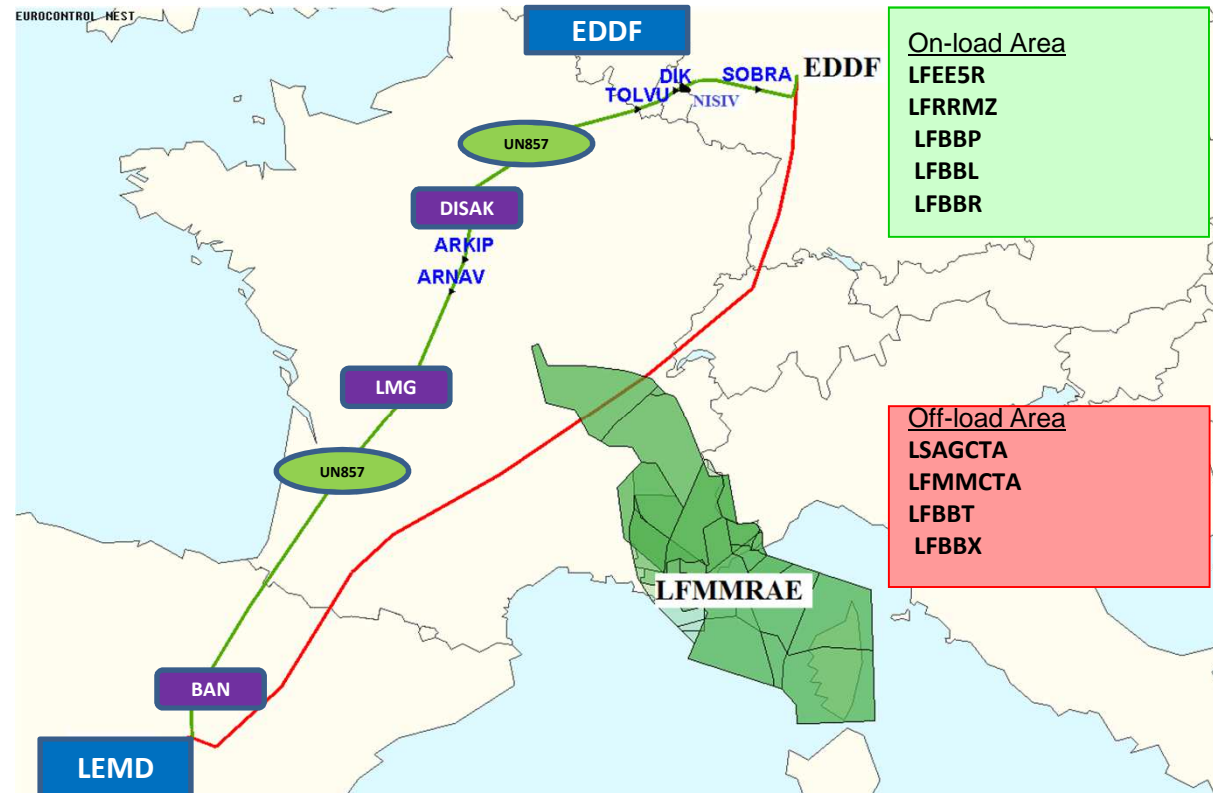 EUROCONTROL NEST
EDDF
EDDF
DIK
SOBRA
TOLVU
NISIV
UN857
DISAK
ARKIP
ARNAV
LMG
UN857
BAN
LEMD
LFMMRAE
On-load Area
LFEE5R
LFRRMZ
LFBBP
LFBBL
LFBBR
Off-load Area
LSAGCTA
LFMMCTA
LFBBT
LFBBX